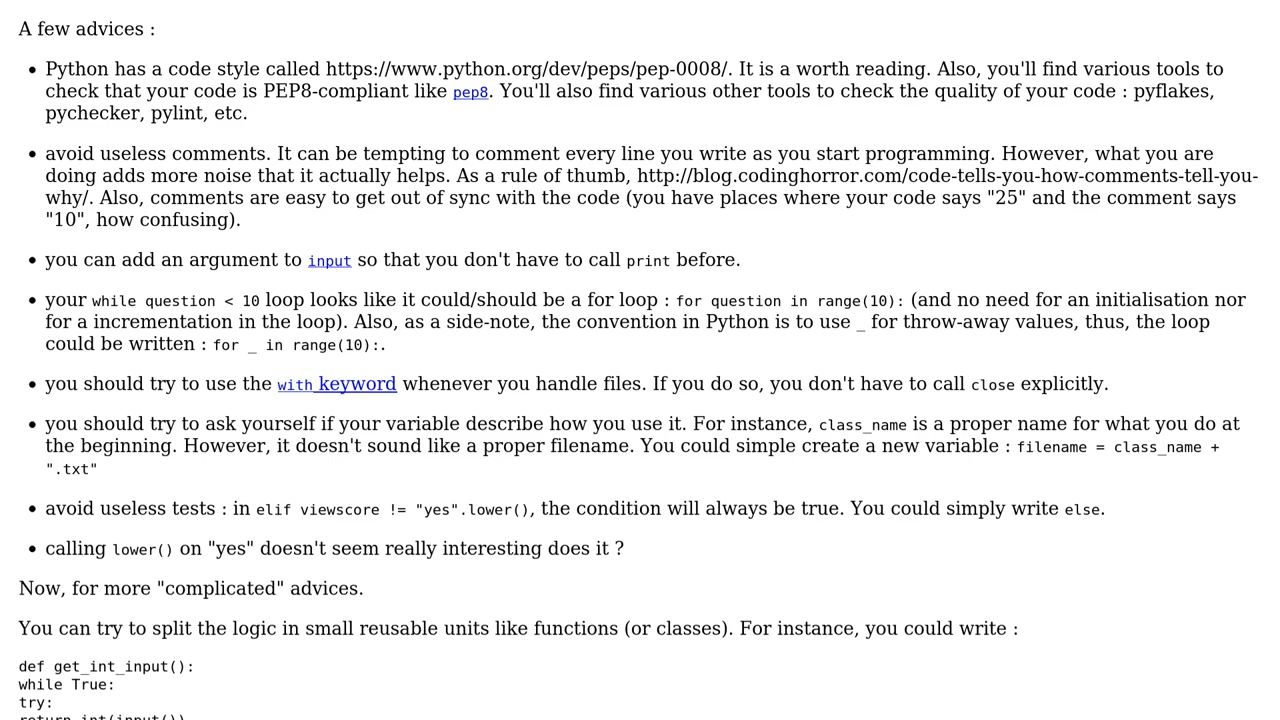 A few advices :
• Python has a code style called https://www.python.org/dev/peps/pep-0008/. It is a worth reading. Also, you'll find various tools to
check that your code is PEP8-compliant like pep8. You'll also find various other tools to check the quality of your code : pyflakes,
pychecker, pylint, etc.
• avoid useless comments. It can be tempting to comment every line you write as you start programming. However, what you are
doing adds more noise that it actually helps. As a rule of thumb, http://blog.codinghorror.com/code-tells-you-how-comments-tell-you-
why/. Also, comments are easy to get out of sync with the code (you have places where your code says "25" and the comment says
"10", how confusing).
• you can add an argument to input so that you don't have to call print before.
• your while question < 10 loop looks like it could/should be a for loop : for question in range(10): (and no need for an initialisation nor
for a incrementation in the loop). Also, as a side-note, the convention in Python is to use _ for throw-away values, thus, the loop
could be written : for _ in range(10):.
• you should try to use the with keyword whenever you handle files. If you do so, you don't have to call close explicitly.
• you should try to ask yourself if your variable describe how you use it. For instance, class_name is a proper name for what you do at
the beginning. However, it doesn't sound like a proper filename. You could simple create a new variable : filename = class_name +
".txt"
• avoid useless tests : in elif viewscore != "yes".lower(), the condition will always be true. You could simply write else.
• calling lower() on "yes" doesn't seem really interesting does it ?
Now, for more "complicated" advices.
You can try to split the logic in small reusable units like functions (or classes). For instance, you could write :
def get_int_input():
while True:
try:
return int(input())